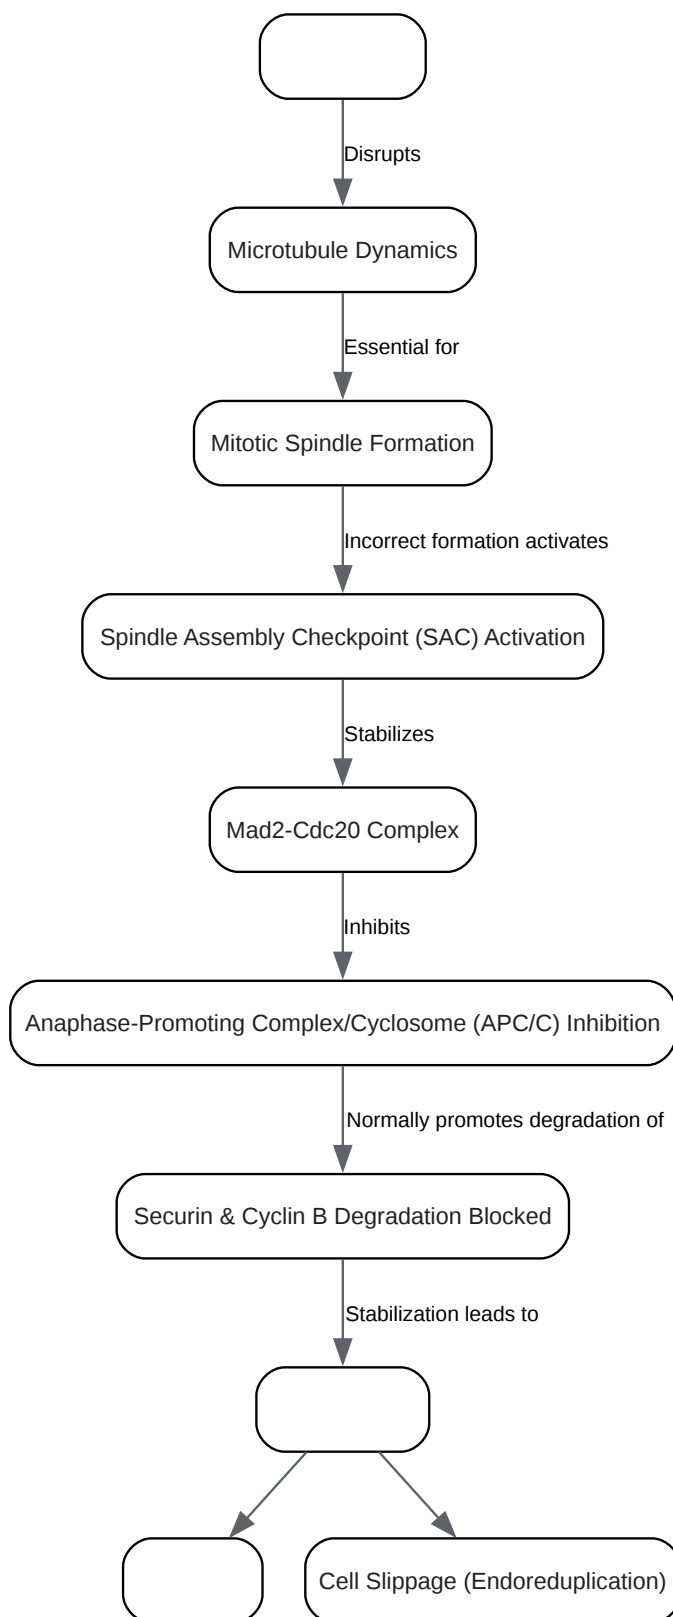 Disrupts
Microtubule Dynamics
Essential for
Mitotic Spindle Formation
Incorrect formation activates
Spindle Assembly Checkpoint (SAC) Activation
Stabilizes
Mad2-Cdc20 Complex
Inhibits
Anaphase-Promoting Complex/Cyclosome (APC/C) Inhibition
Normally promotes degradation of
Securin & Cyclin B Degradation Blocked
Stabilization leads to
Cell Slippage (Endoreduplication)